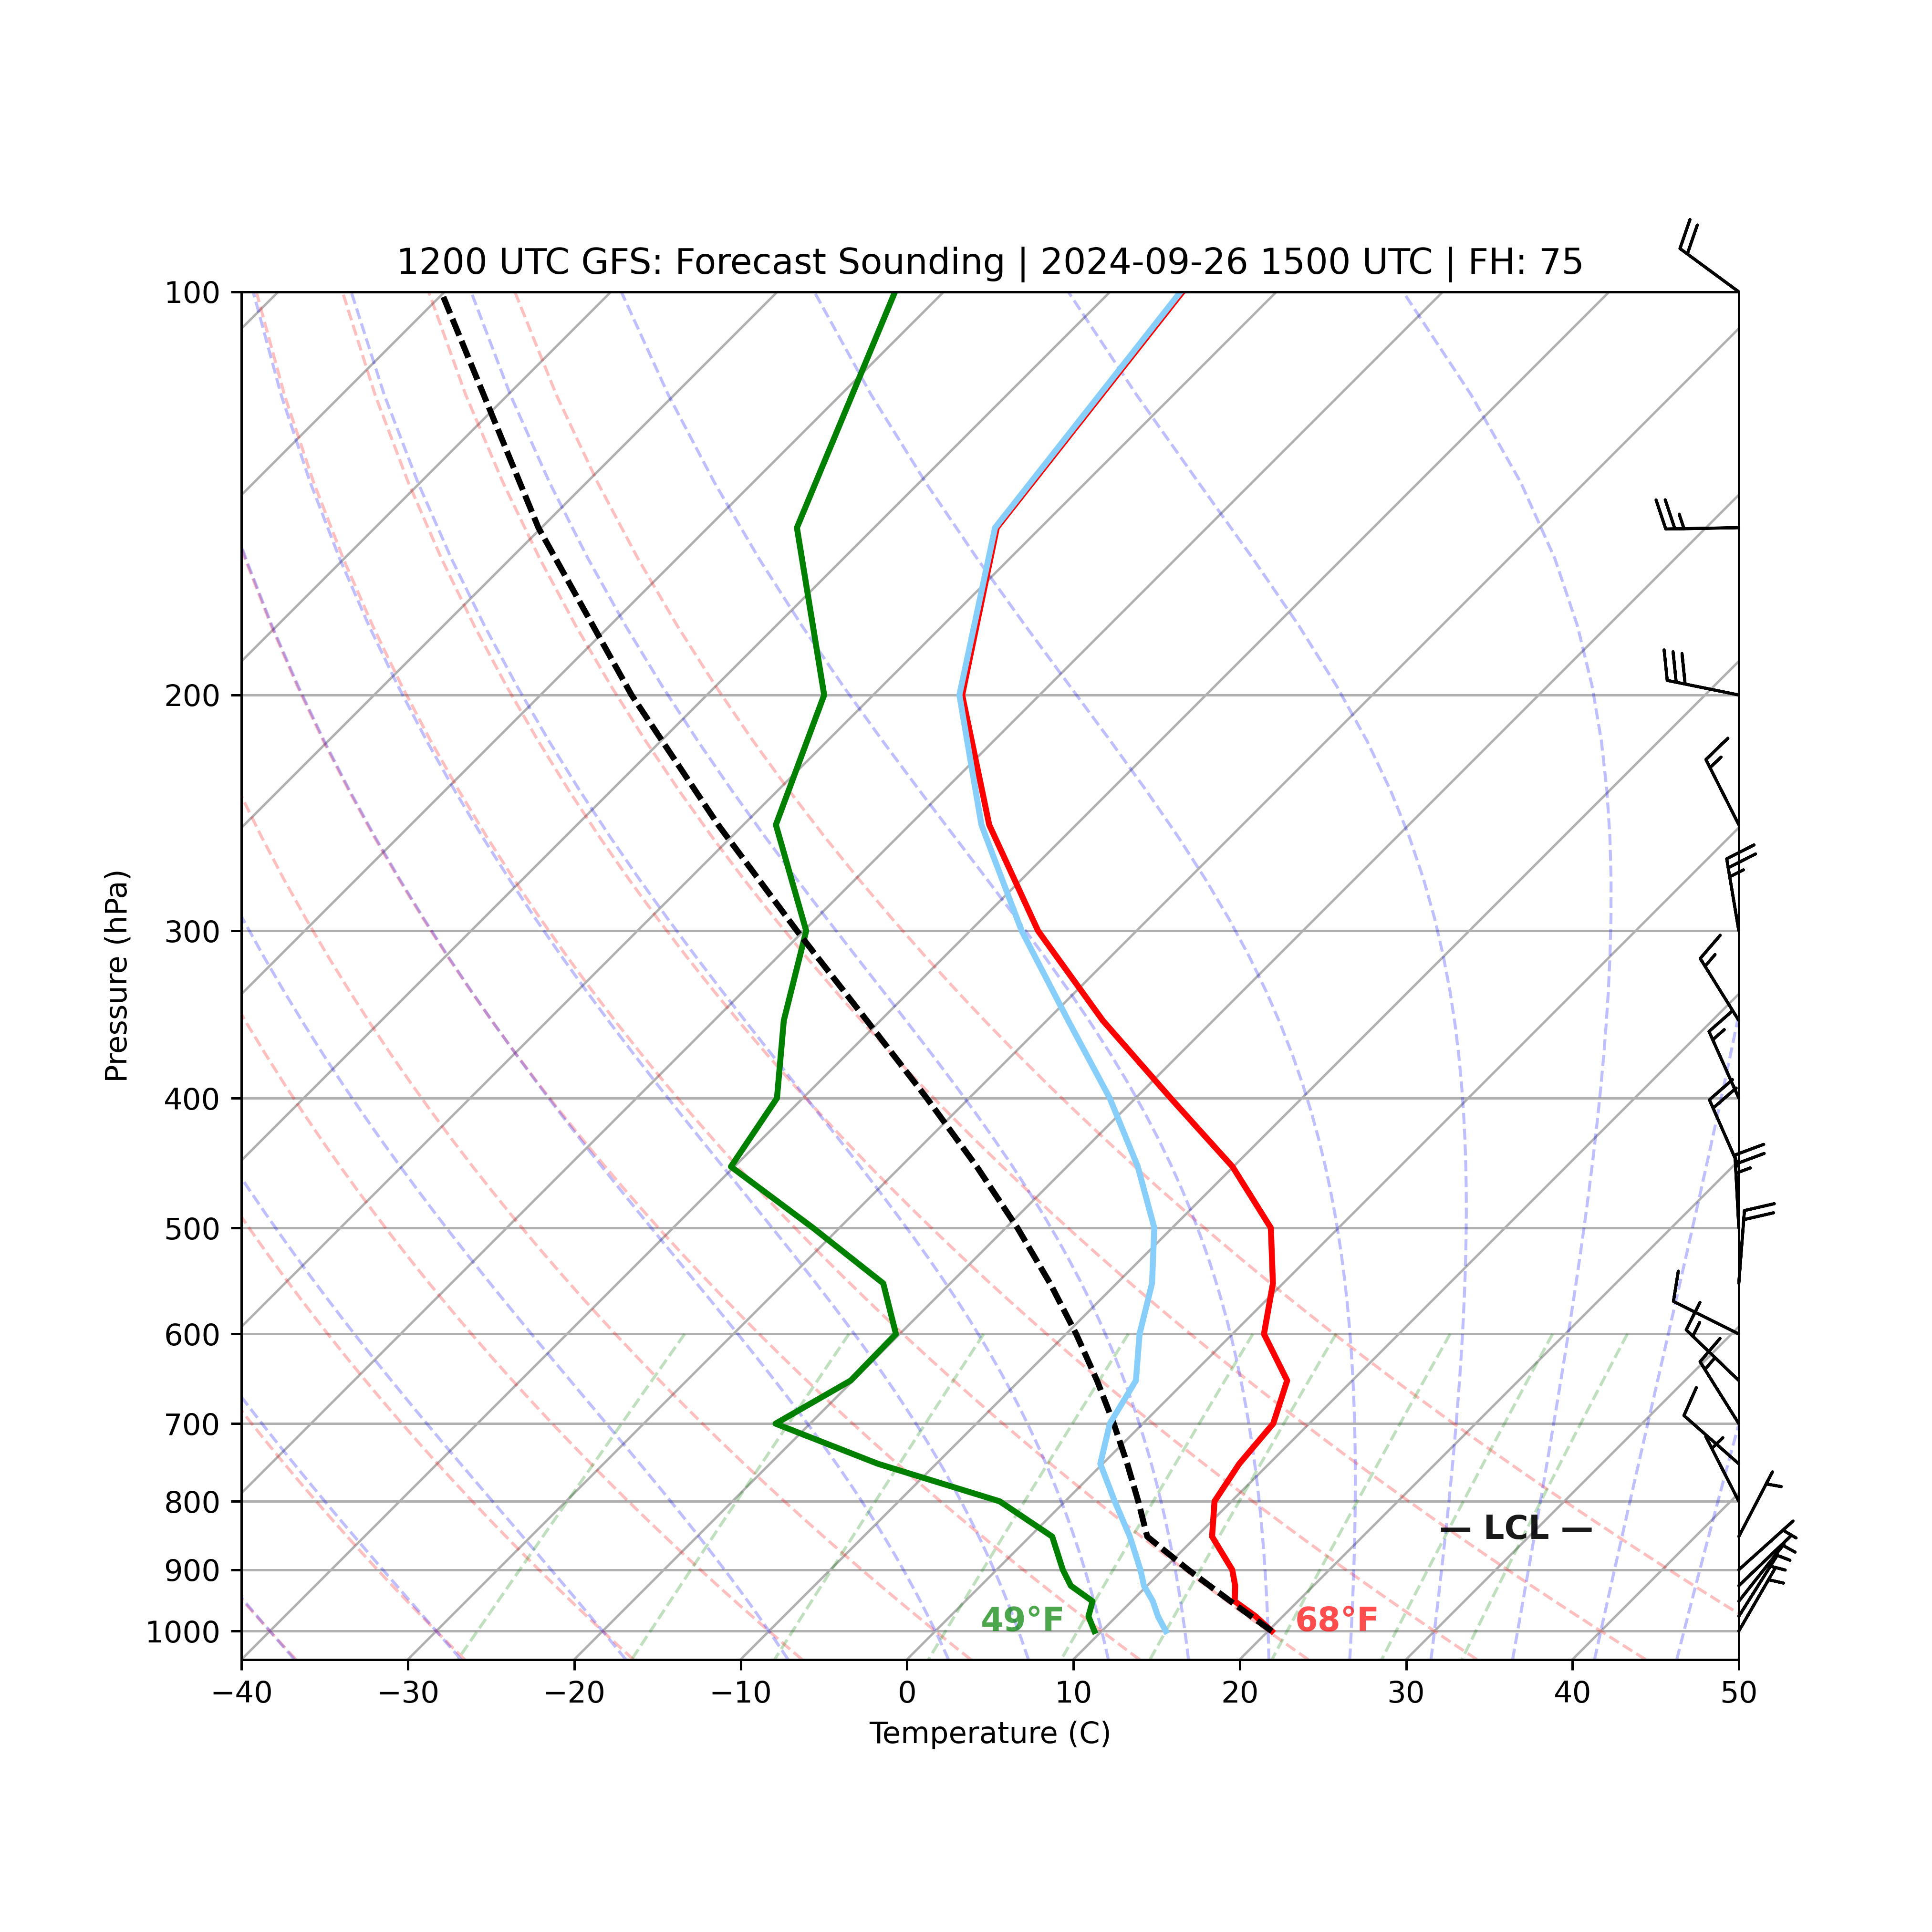 1200 UTC GFS: Forecast Sounding | 2024-09-26 1500 UTC | FH: 75
100
200
300
400
500
600
700
800
900
1000
Pressure (hPa)
— LCL —
49°F
68°F
−40 −30 −20 −10 0 10 20 30 40 50
Temperature (C)